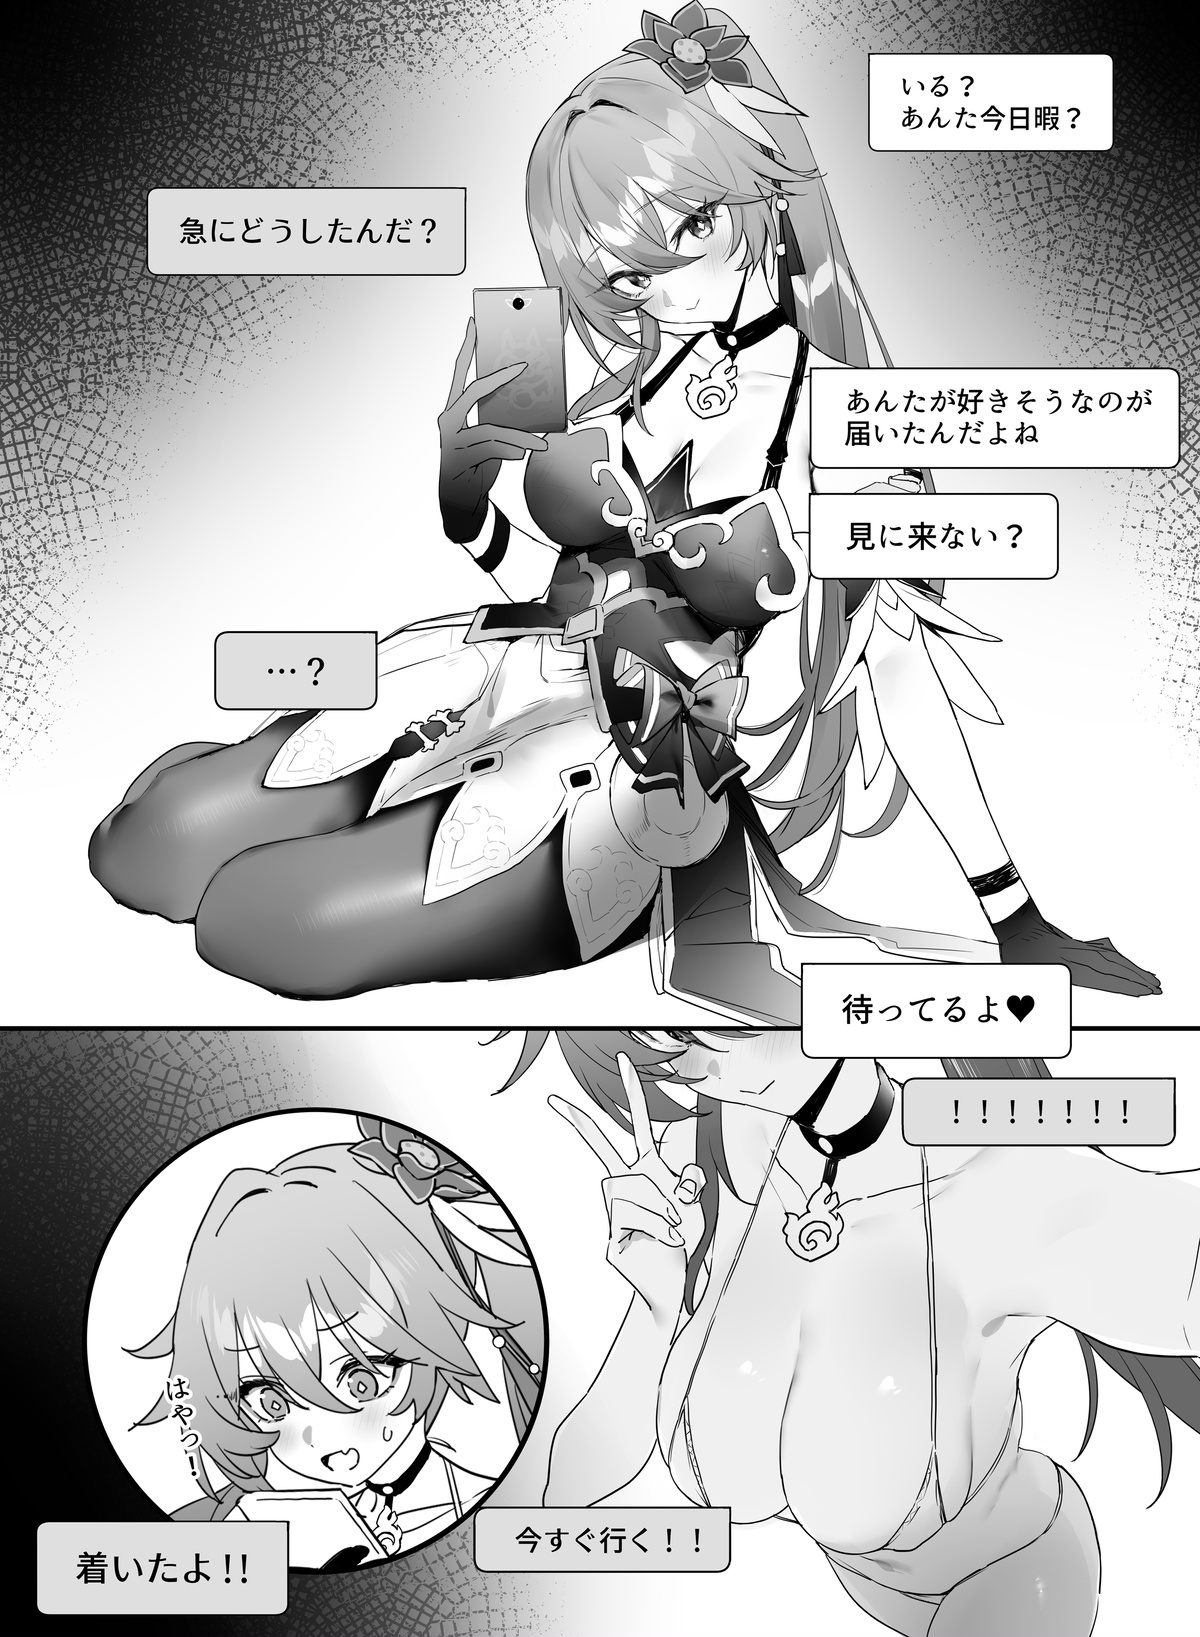 いる？
あんた今日暇？
急にどうしたんだ？
あんたが好きそうなのが
届いたんだよね
見に来ない？
…？
待ってるよ♥
！！！！！！！
今すぐ行く！！
はやっ！
着いたよ!!